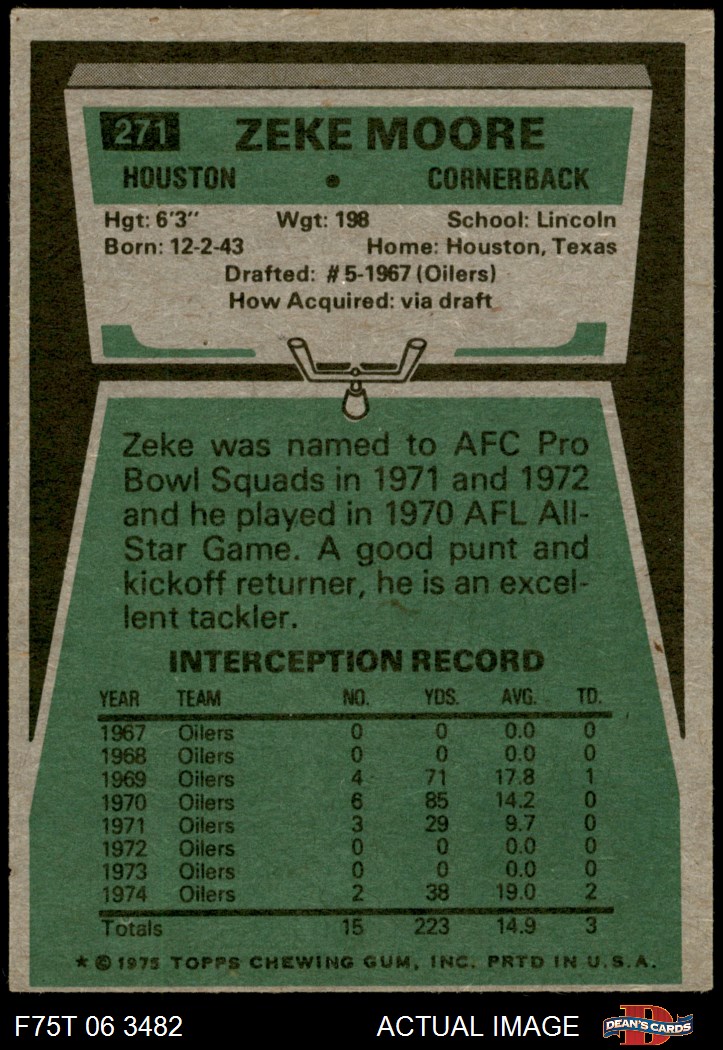 271 ZEKE MOORE
HOUSTON • CORNERBACK
Hgt: 6'3" Wgt: 198 School: Lincoln
Born: 12-2-43 Home: Houston, Texas
Drafted: #5-1967 (Oilers)
How Acquired: via draft
Zeke was named to AFC Pro
Bowl Squads in 1971 and 1972
and he played in 1970 AFL All-
Star Game. A good punt and
kickoff returner, he is an excel-
lent tackler.
INTERCEPTION RECORD
YEAR TEAM NO. YDS. AVG. TD.
1967 Oilers 0 0 0.0 0
1968 Oilers 0 0 0.0 0
1969 Oilers 4 71 17.8 1
1970 Oilers 6 85 14.2 0
1971 Oilers 3 29 9.7 0
1972 Oilers 0 0 0.0 0
1973 Oilers 0 0 0.0 0
1974 Oilers 2 38 19.0 2
Totals 15 223 14.9 3
* © 1975 TOPPS CHEWING GUM, INC. PRTD IN U.S.A.
F75T 06 3482 ACTUAL IMAGE D DEAN'S CARDS